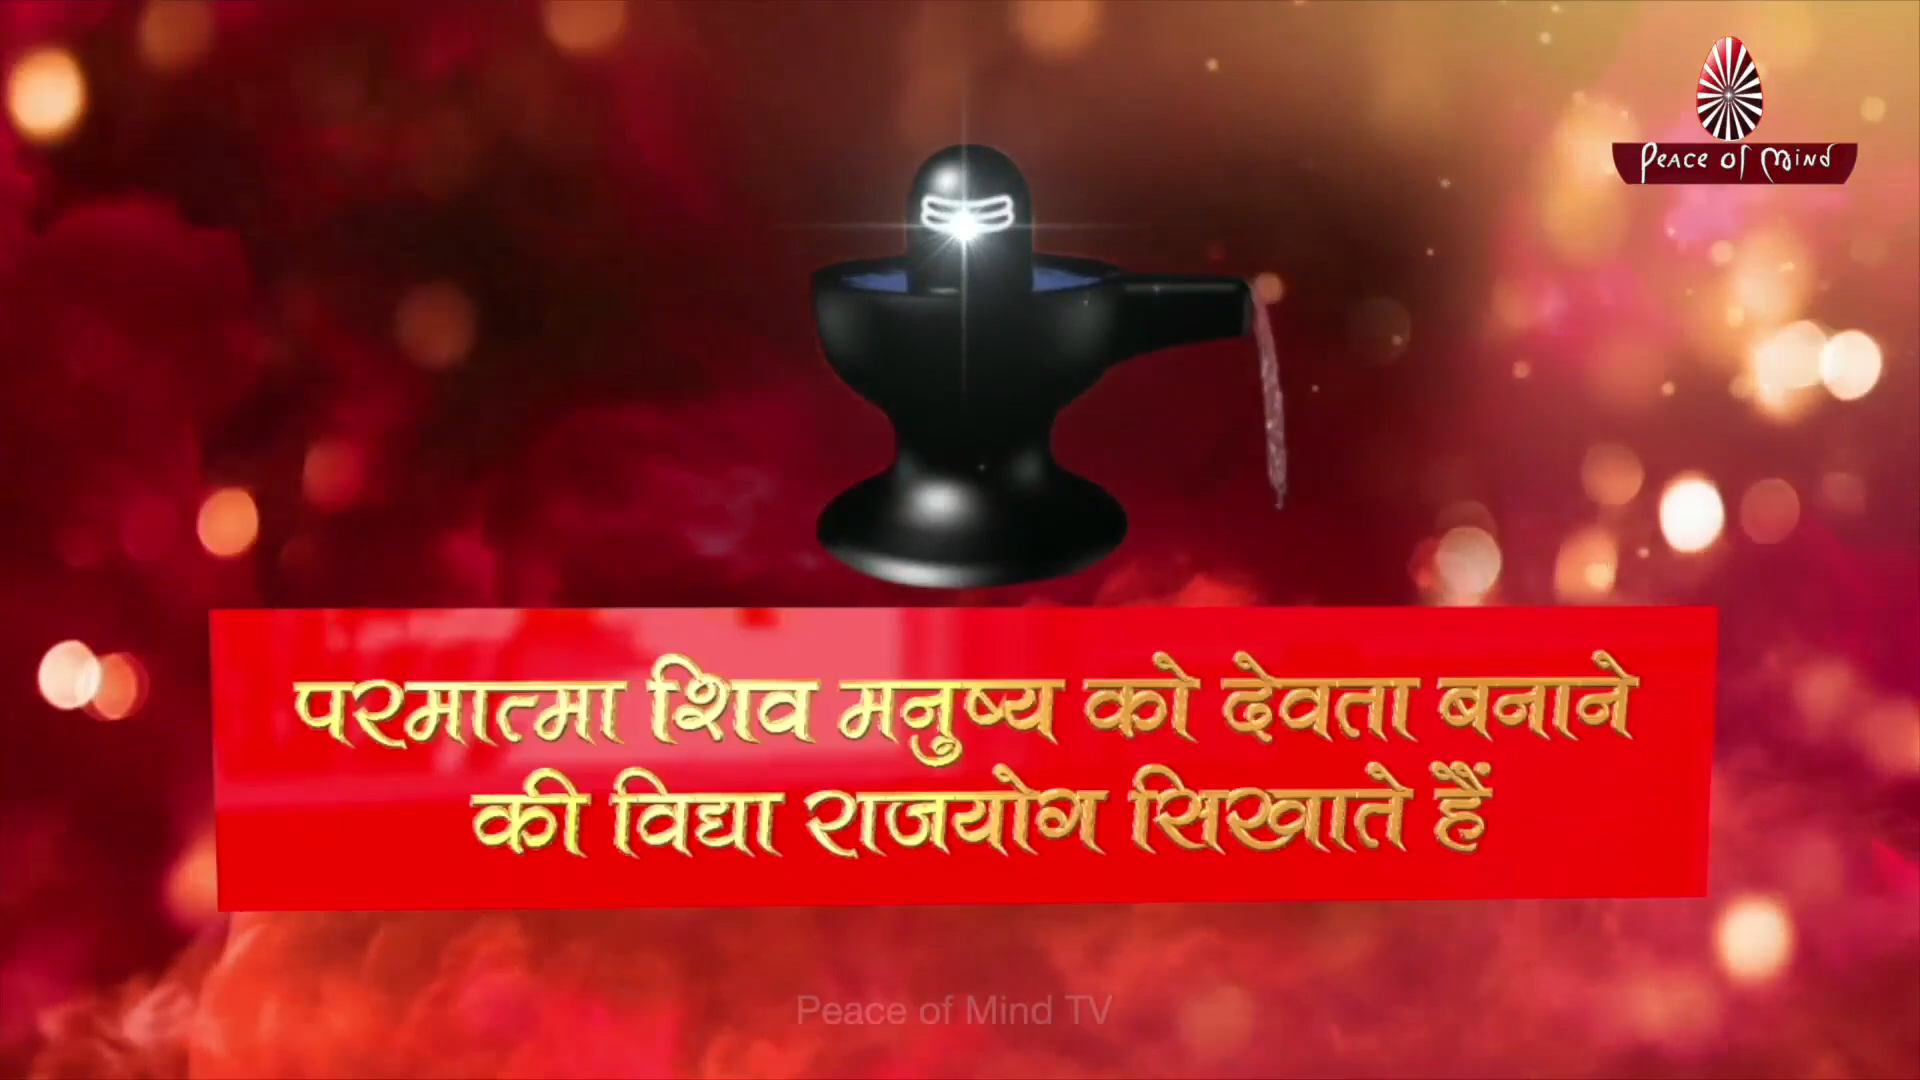 Peace of Mind
परमात्मा शिव मनुष्य को देवता बनाने
की विद्या राजयोग सिखाते हैं
Peace of Mind TV